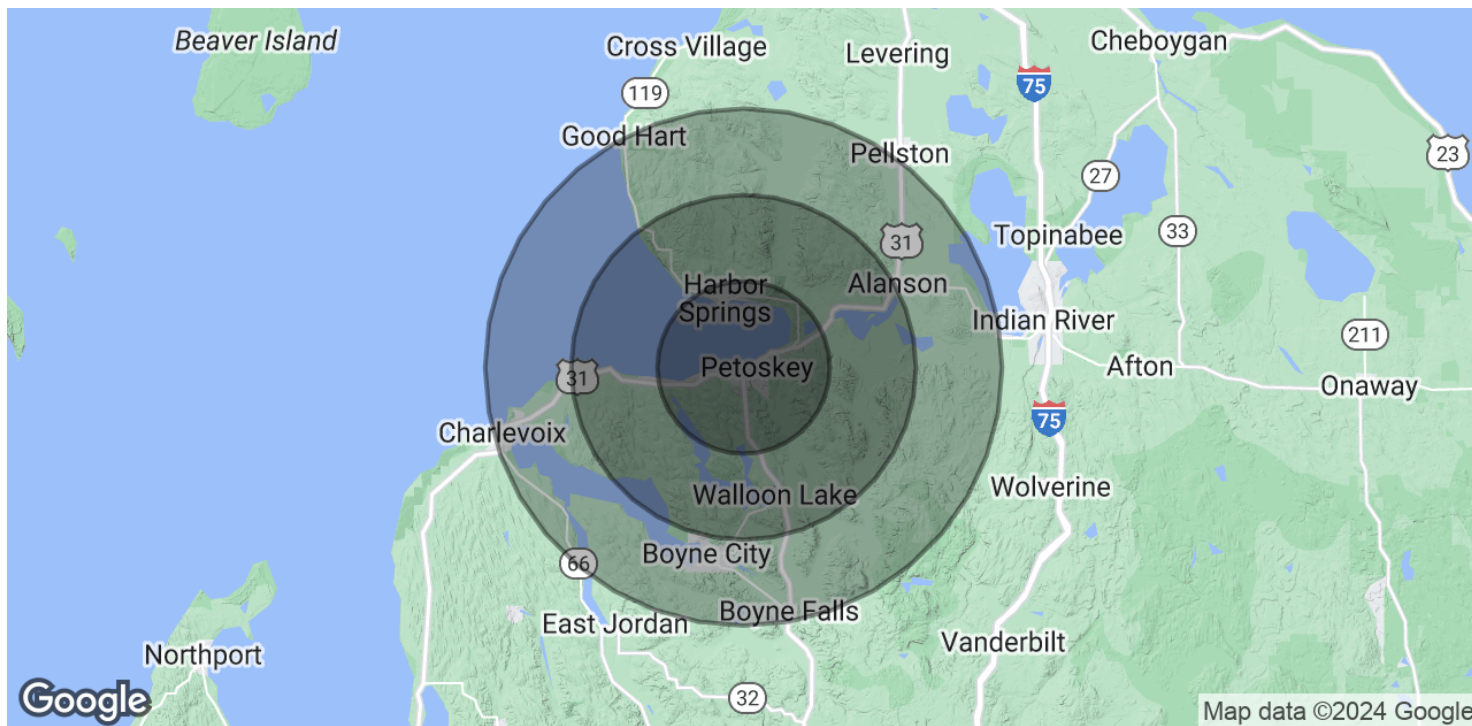 Beaver Island
Cross Village
Levering
Cheboygan
75
119
Good Hart
Pellston
23
27
31
Topinabee
33
Harbor
Springs
Alanson
Indian River
211
Petoskey
Afton
31
Onaway
75
Charlevoix
Walloon Lake
Wolverine
Boyne City
66
Boyne Falls
East Jordan
Vanderbilt
Northport
32
Google
Map data ©2024 Google